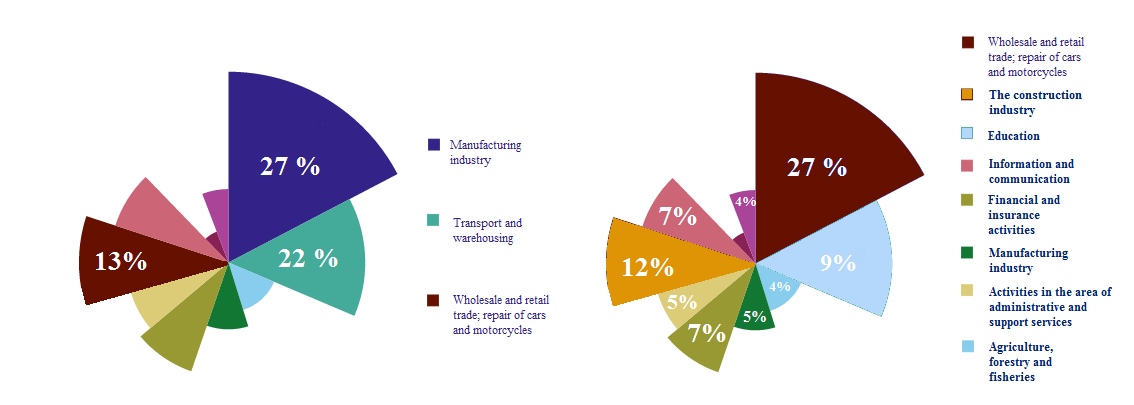 27 %
22 %
13%
Manufacturing
industry
Transport and
warehousing
Wholesale and retail
trade; repair of cars
and motorcycles
27 %
9%
4%
5%
7%
5%
12%
7%
4%
Wholesale and retail
trade; repair of cars
and motorcycles
The construction
industry
Education
Information and
communication
Financial and
insurance
activities
Manufacturing
industry
Activities in the area of
administrative and
support services
Agriculture,
forestry and
fisheries